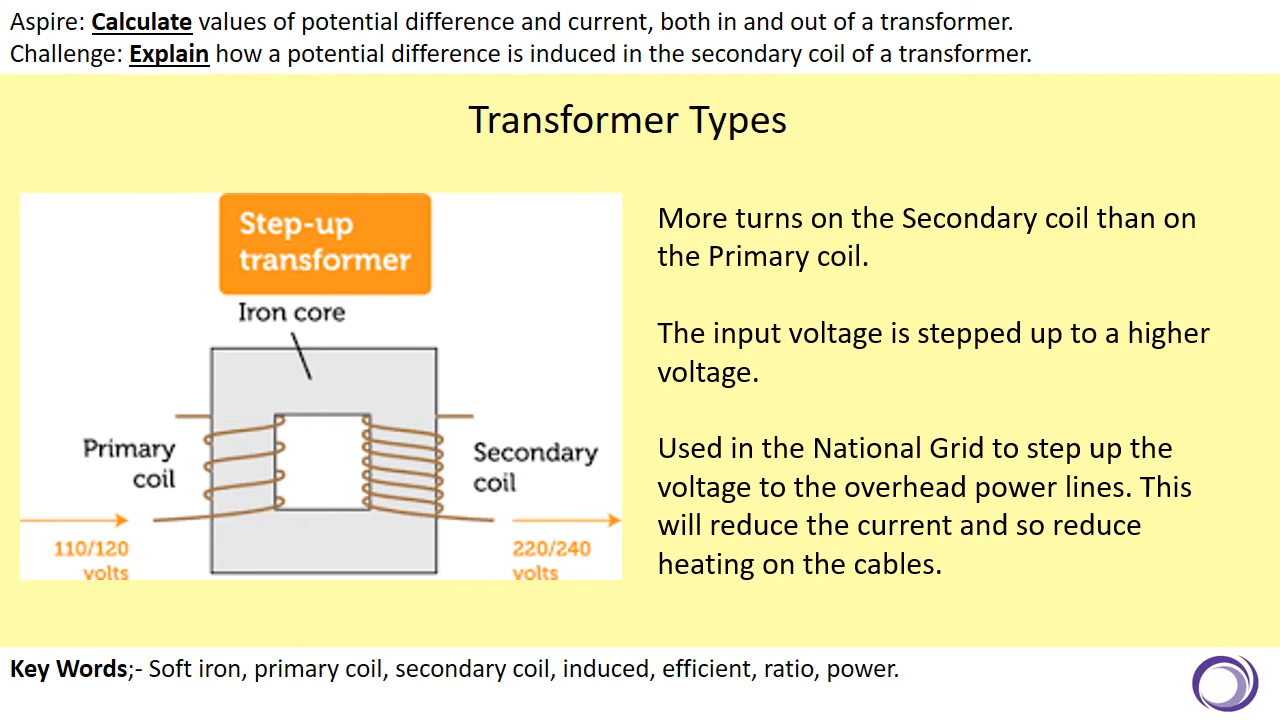 Aspire: Calculate values of potential difference and current, both in and out of a transformer.
Challenge: Explain how a potential difference is induced in the secondary coil of a transformer.
Transformer Types
Step-up
transformer
Iron core
Primary
coil
Secondary
coil
110/120
volts
220/240
volts
More turns on the Secondary coil than on
the Primary coil.
The input voltage is stepped up to a higher
voltage.
Used in the National Grid to step up the
voltage to the overhead power lines. This
will reduce the current and so reduce
heating on the cables.
Key Words;- Soft iron, primary coil, secondary coil, induced, efficient, ratio, power.